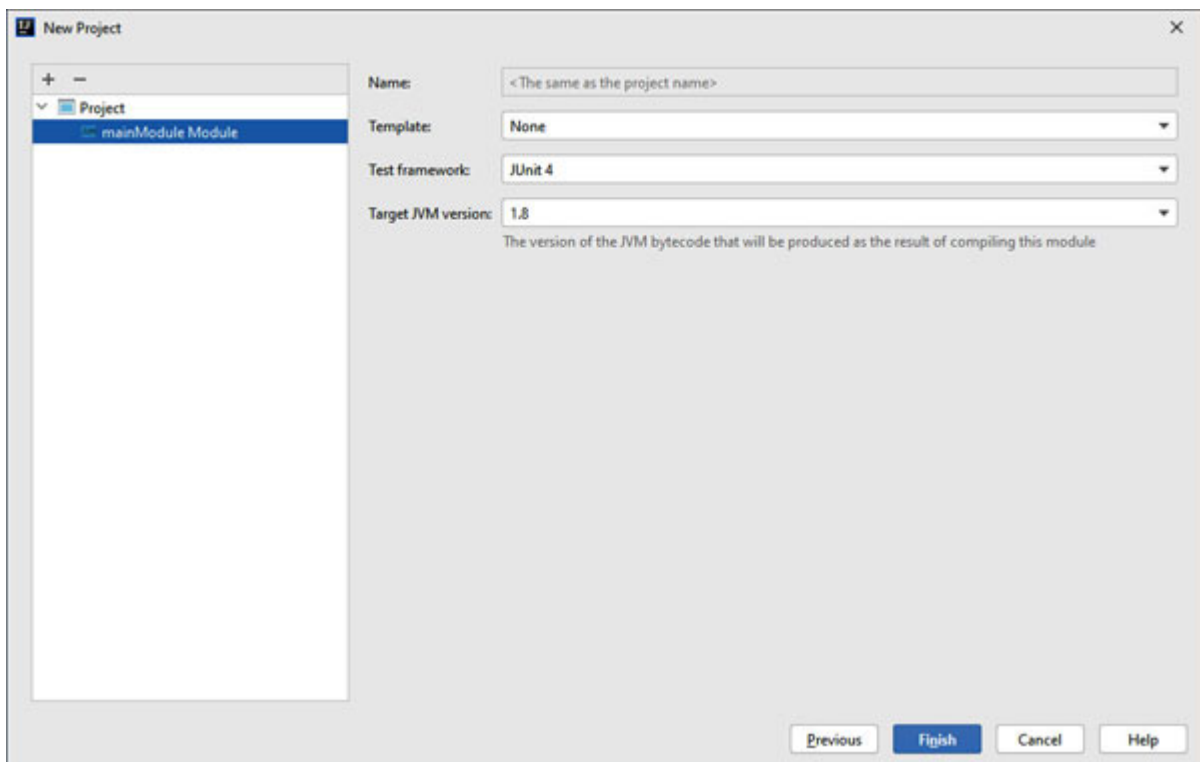 New Project
Project
mainModule Module
Name: <The same as the project name>
Template: None
Test framework: JUnit 4
Target JVM version: 1.8
The version of the JVM bytecode that will be produced as the result of compiling this module
Previous Finish Cancel Help